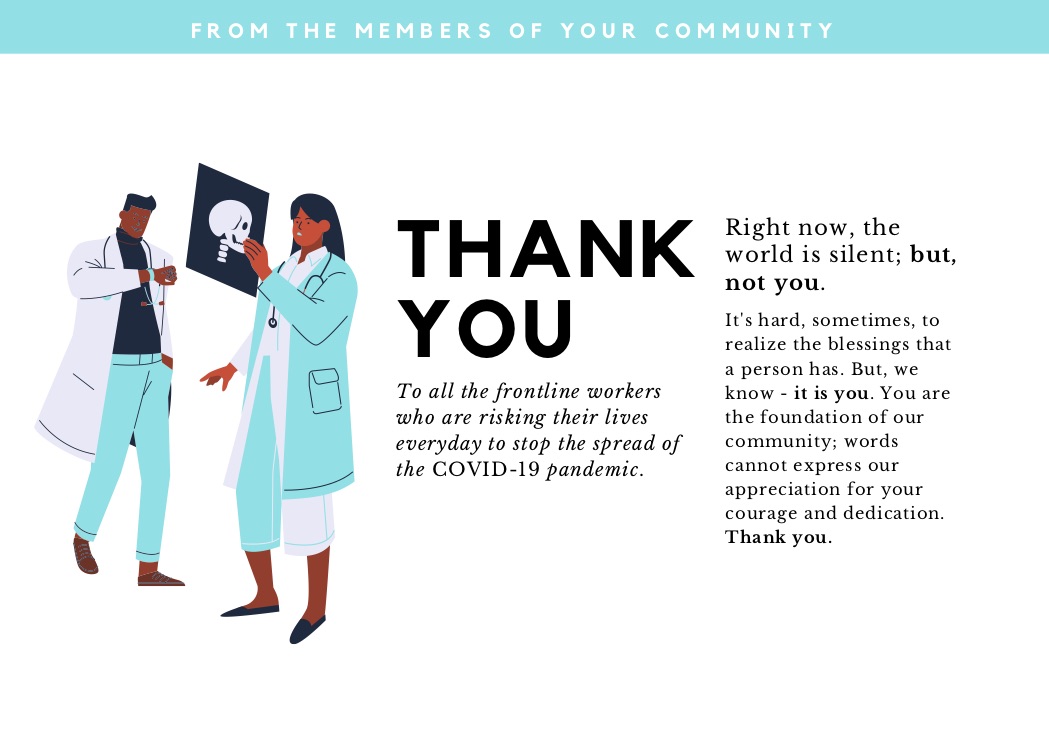 FROM THE MEMBERS OF YOUR COMMUNITY
THANK
YOU
To all the frontline workers
who are risking their lives
everyday to stop the spread of
the COVID-19 pandemic.
Right now, the
world is silent; but,
not you.
It's hard, sometimes, to
realize the blessings that
a person has. But, we
know - it is you. You are
the foundation of our
community; words
cannot express our
appreciation for your
courage and dedication.
Thank you.